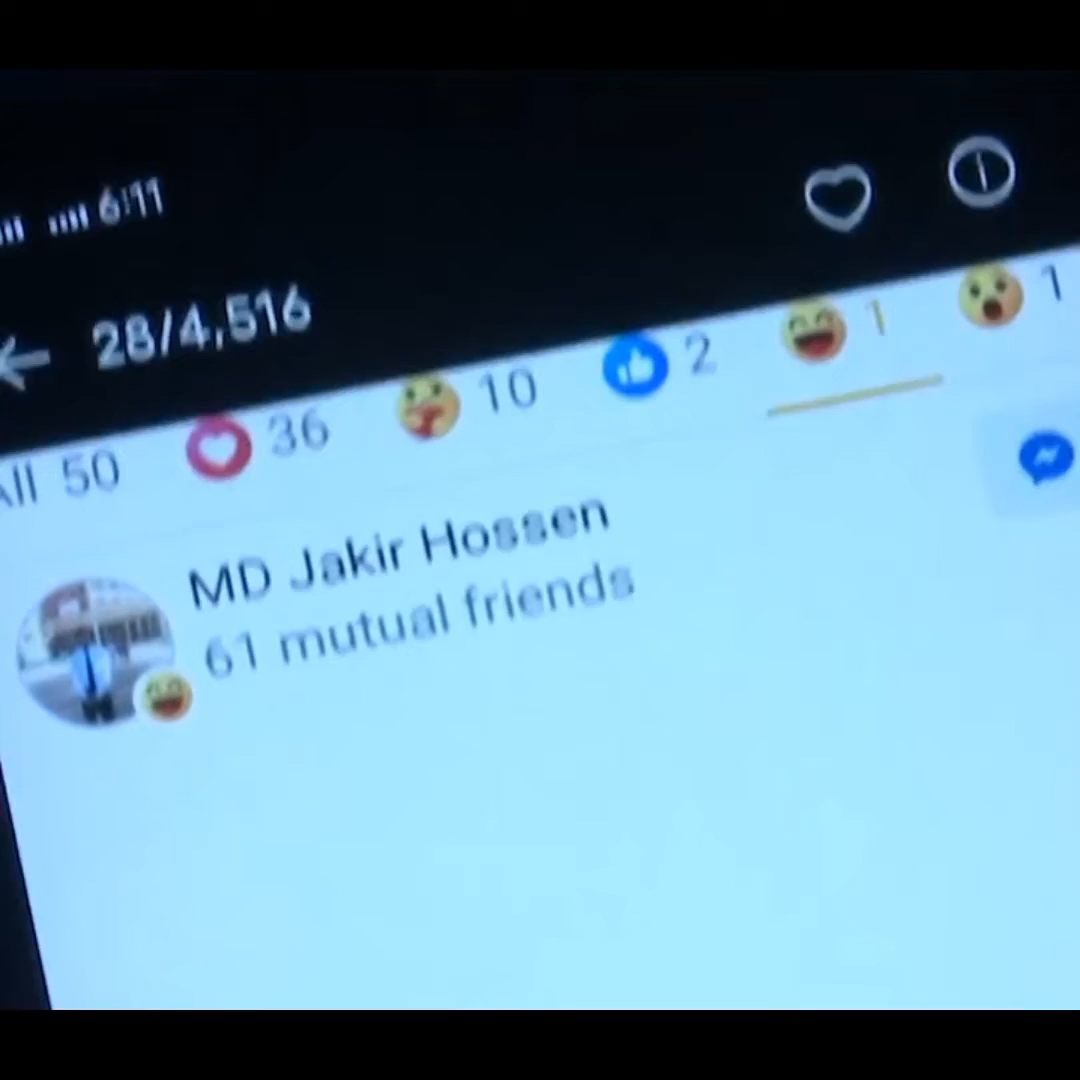 6:11
28/4,516
All 50 36 10 2 1 1
MD Jakir Hossen
61 mutual friends